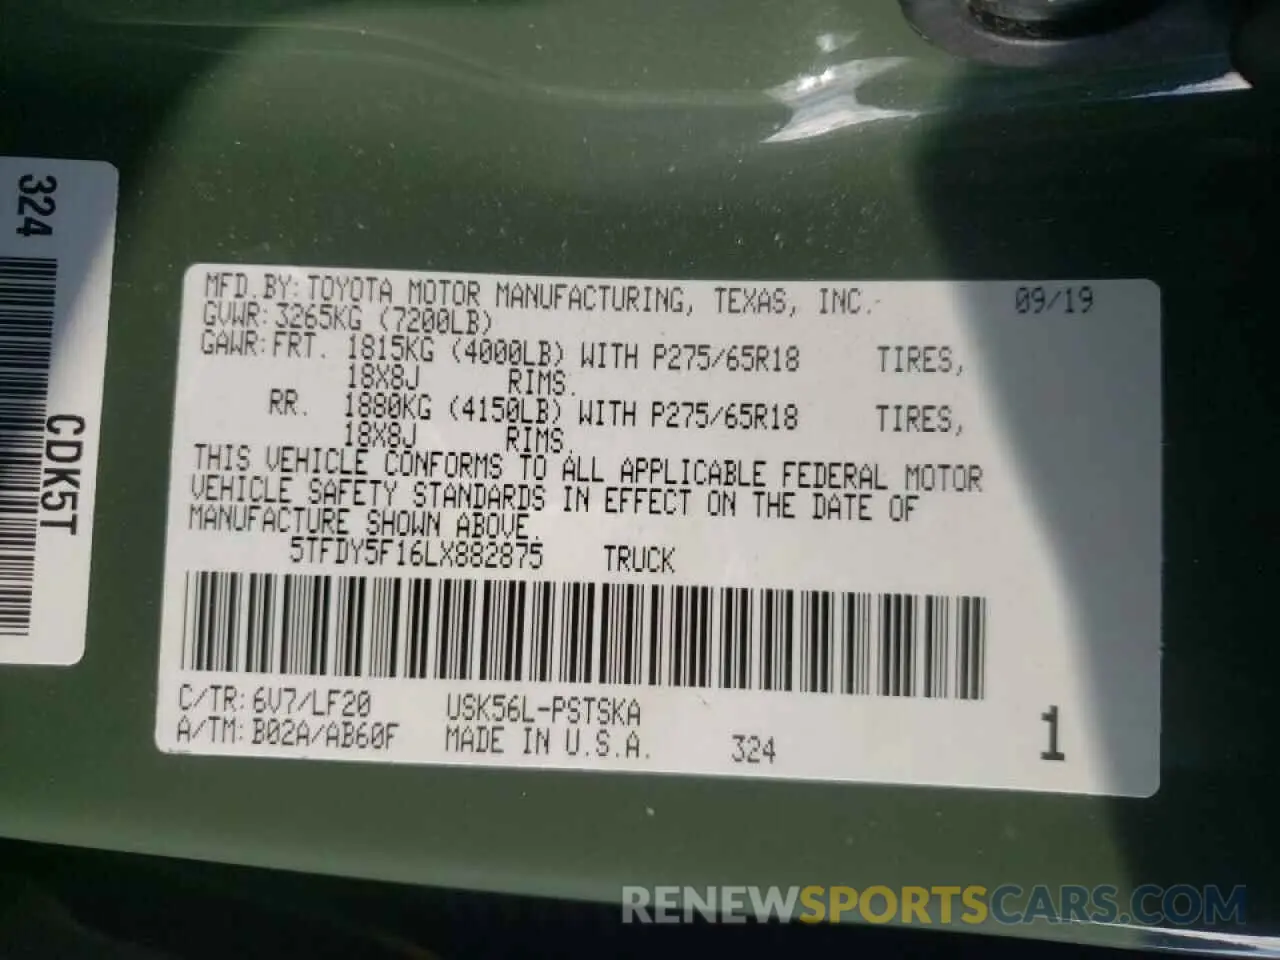 324
CDK5T
MFD.BY:TOYOTA MOTOR MANUFACTURING, TEXAS, INC. 09/19
GVWR:3265KG (7200LB)
GAWR:FRT. 1815KG (4000LB) WITH P275/65R18 TIRES,
18X8J RIMS.
RR. 1880KG (4150LB) WITH P275/65R18 TIRES,
18X8J RIMS.
THIS VEHICLE CONFORMS TO ALL APPLICABLE FEDERAL MOTOR
VEHICLE SAFETY STANDARDS IN EFFECT ON THE DATE OF
MANUFACTURE SHOWN ABOVE.
5TFDY5F16LX882875 TRUCK
C/TR:6V7/LF20 USK56L-PSTSKA
A/TM:B02A/AB60F MADE IN U.S.A. 324 1
RENEWSPORTSCARS.COM